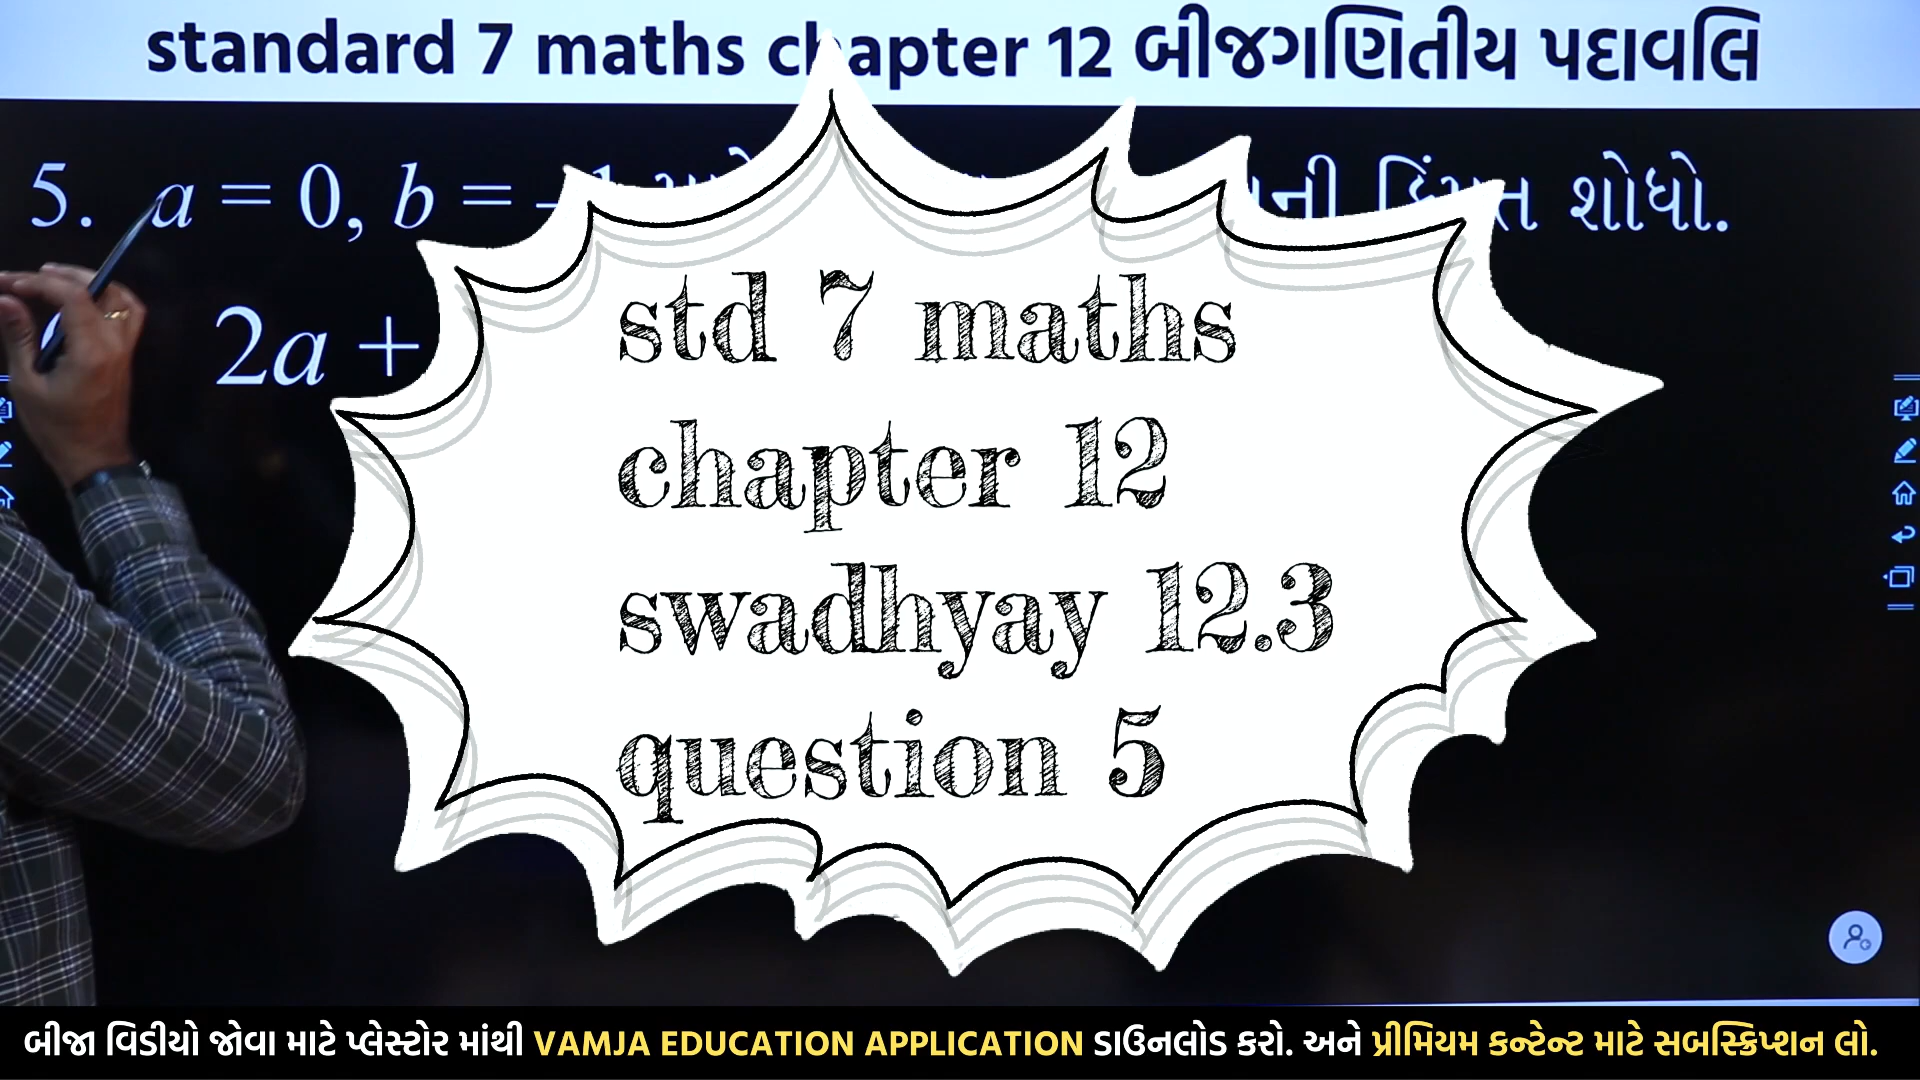 standard 7 maths chapter 12 બીજગણિતીય પદાવલિ
5. a = 0, b = –1 શોધો.
2a +
std 7 maths
chapter 12
swadhyay 12.3
question 5
બીજા વિડીયો જોવા માટે પ્લેસ્ટોર માંથી VAMJA EDUCATION APPLICATION ડાઉનલોડ કરો. અને પ્રીમિયમ કન્ટેન્ટ માટે સબસ્ક્રિપ્શન લો.